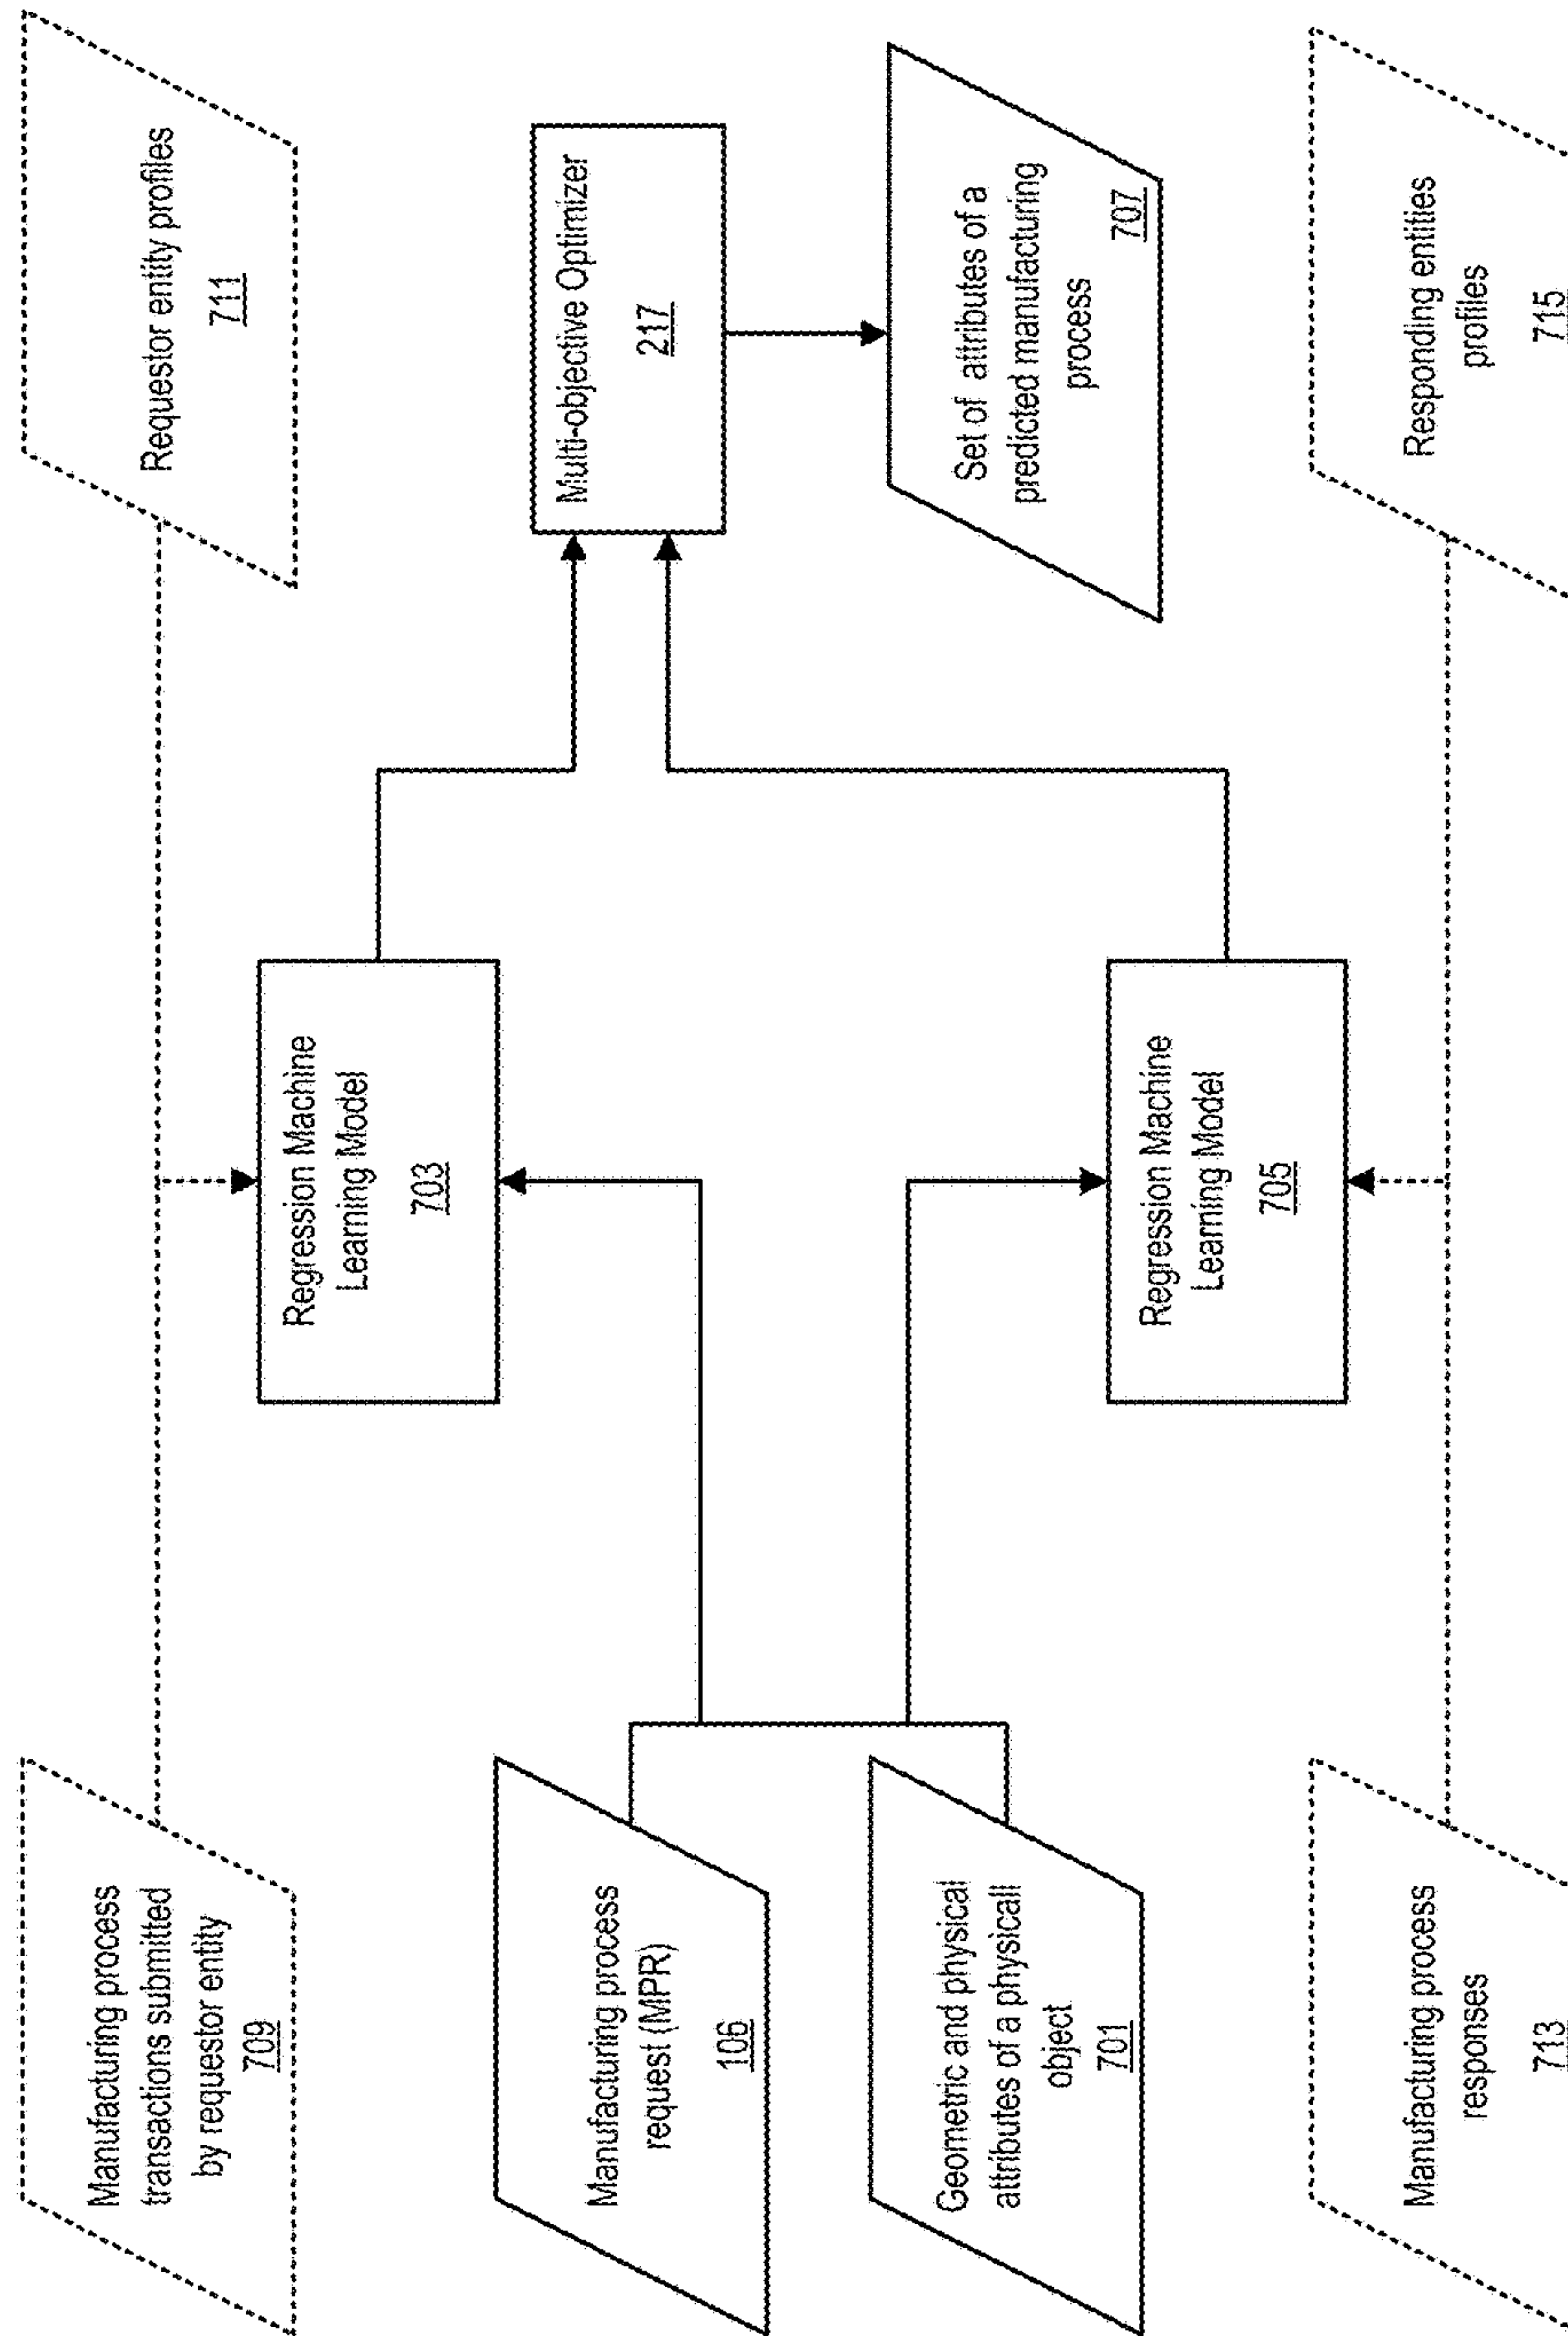 Manufacturing process
transactions submitted
by requestor entity
709
Requestor entity profiles
711
Regression Machine
Learning Model
703
Manufacturing process
request (MPR)
106
Multi-objective Optimizer
217
Geometric and physical
attributes of a physicall
object
701
Set of attributes of a
predicted manufacturing
process
707
Regression Machine
Learning Model
705
Manufacturing process
responses
713
Responding entities
profiles
715